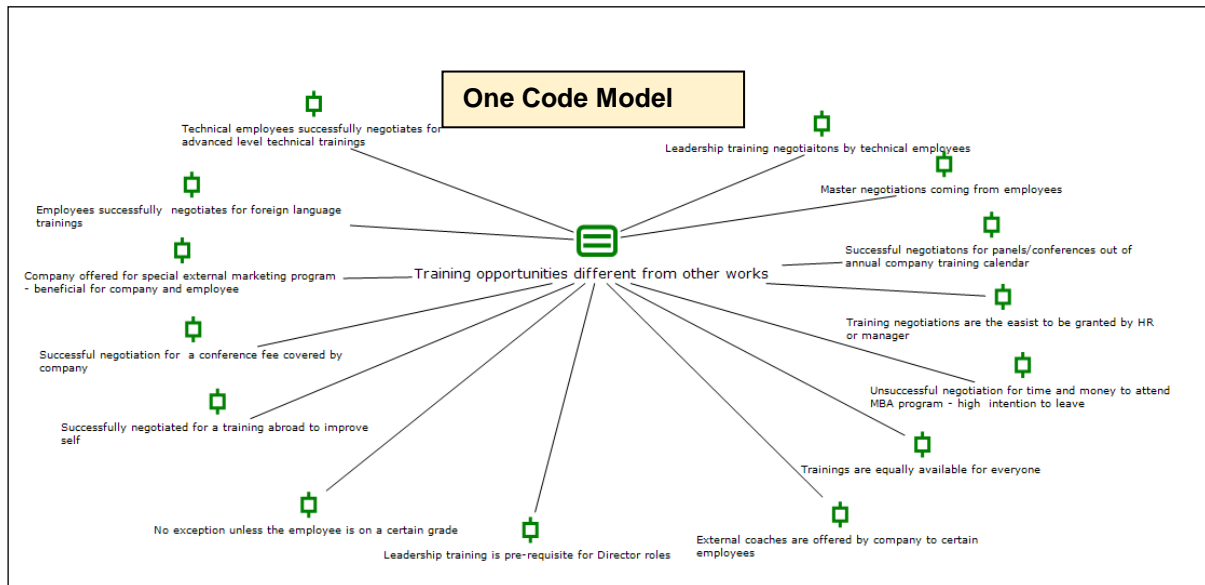 One Code Model
Technical employees successfully negotiates for
advanced level technical trainings
Leadership training negotiaitons by technical employees
Master negotiations coming from employees
Employees successfully negotiates for foreign language
trainings
Successful negotiatons for panels/conferences out of
annual company training calendar
Company offered for special external marketing program
- beneficial for company and employee
Training opportunities different from other works
Training negotiations are the easist to be granted by HR
or manager
Successful negotiation for a conference fee covered by
company
Unsuccessful negotiation for time and money to attend
MBA program - high intention to leave
Successfully negotiated for a training abroad to improve
self
Trainings are equally available for everyone
No exception unless the employee is on a certain grade
Leadership training is pre-requisite for Director roles
External coaches are offered by company to certain
employees